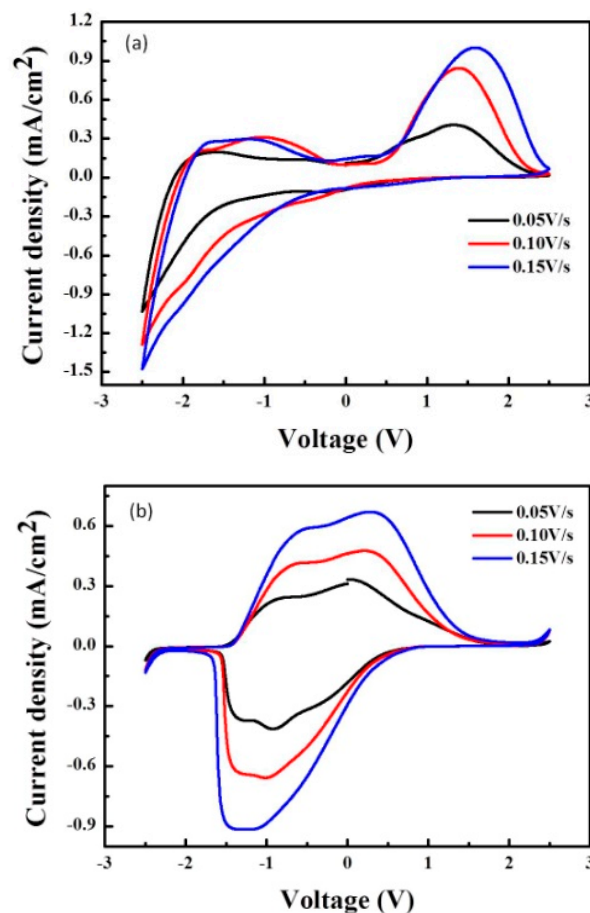 (a)
Current density (mA/cm2)
1.2
0.9
0.6
0.3
0.0
-0.3
-0.6
-0.9
-1.2
-1.5
0.05V/s
0.10V/s
0.15V/s
-3 -2 -1 0 1 2 3
Voltage (V)
(b)
Current density (mA/cm2)
0.6
0.3
0.0
-0.3
-0.6
-0.9
0.05V/s
0.10V/s
0.15V/s
-3 -2 -1 0 1 2 3
Voltage (V)